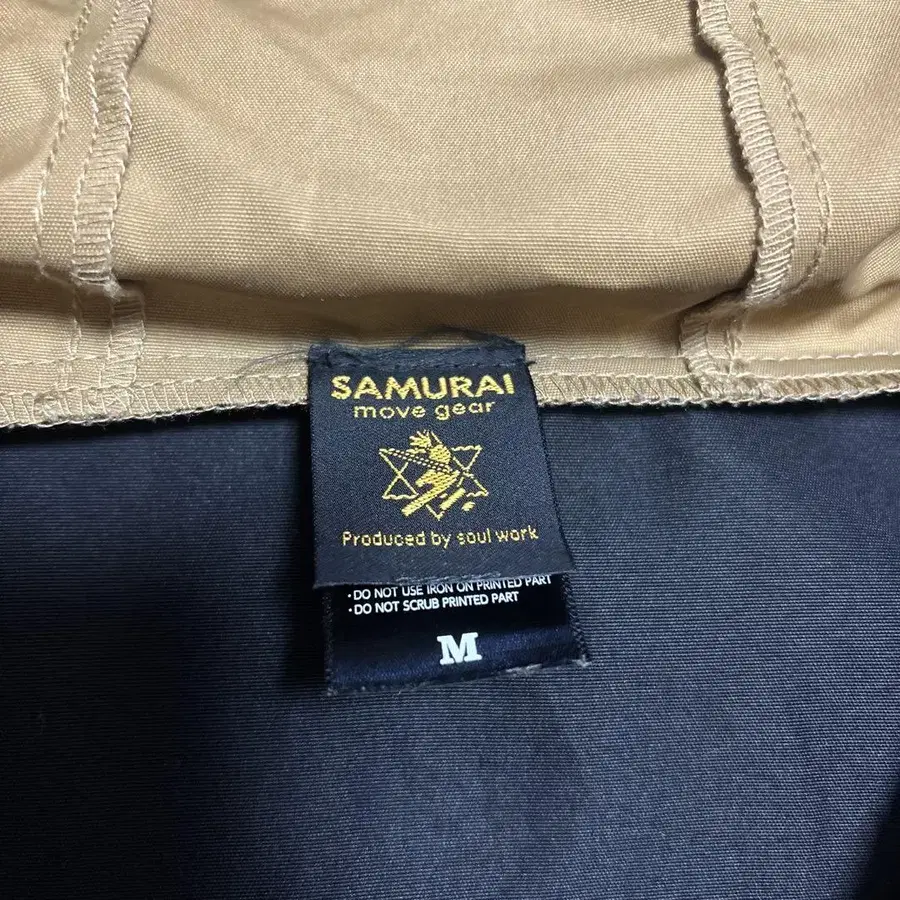 SAMURAI
move gear
Produced by soul work
· DO NOT USE IRON ON PRINTED PART
· DO NOT SCRUB PRINTED PART
M